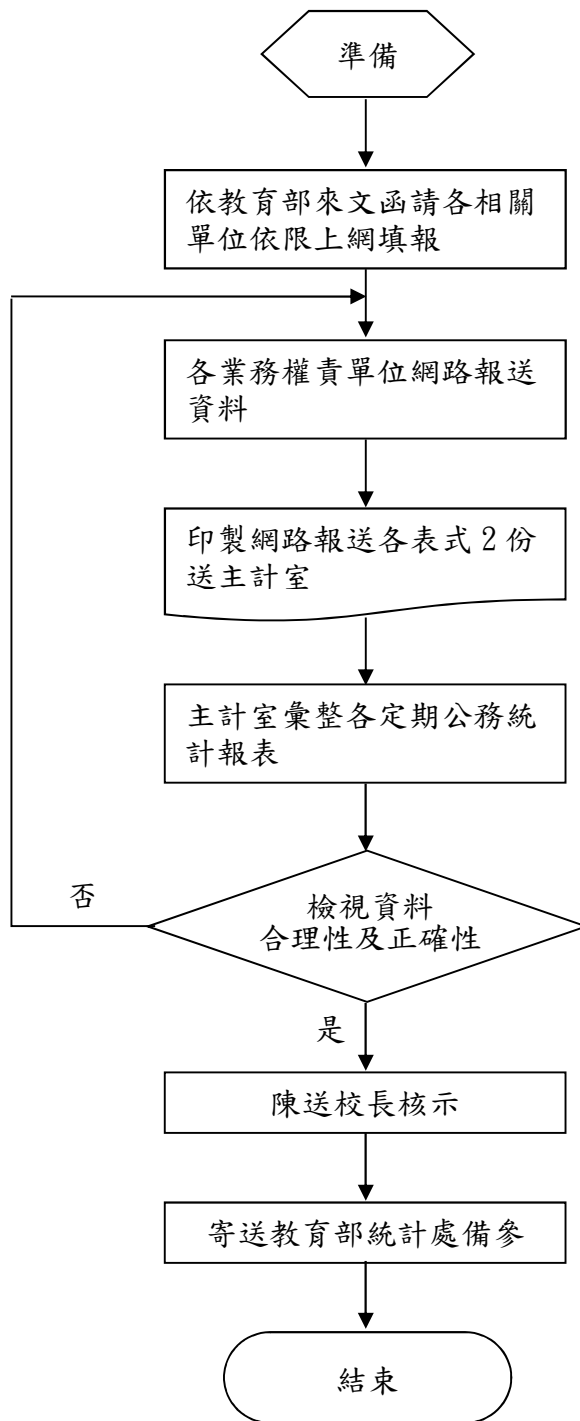 準備
依教育部來文函請各相關
單位依限上網填報
各業務權責單位網路報送
資料
印製網路報送各表式 2 份
送主計室
主計室彙整各定期公務統
計報表
否
檢視資料
合理性及正確性
是
陳送校長核示
寄送教育部統計處備參
結束